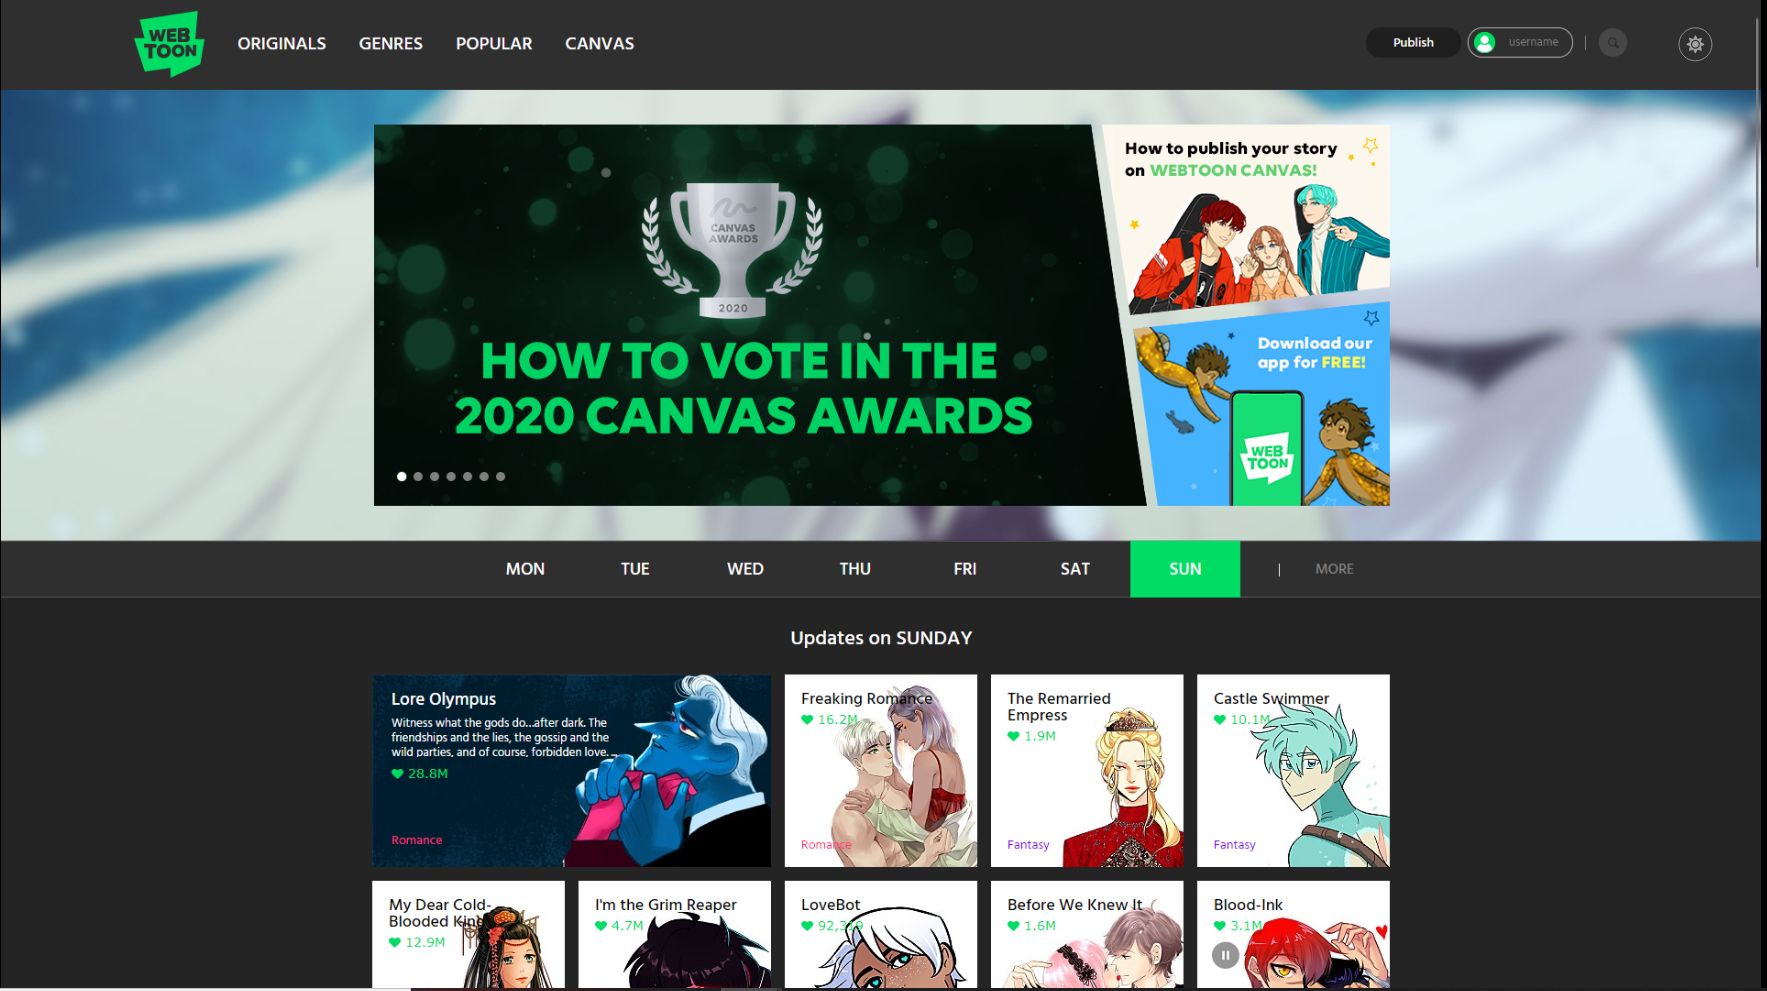 WEB
TOON
ORIGINALS
GENRES
POPULAR
CANVAS
Publish
username
CANVAS
AWARDS
2020
HOW TO VOTE IN THE
2020 CANVAS AWARDS
How to publish your story
on WEBTOON CANVAS!
Download our
app for FREE!
WEB
TOON
MON
TUE
WED
THU
FRI
SAT
SUN
|
MORE
Updates on SUNDAY
Lore Olympus
Witness what the gods do...after dark. The
friendships and the lies, the gossip and the
wild parties, and of course, forbidden love...
28.8M
Romance
Freaking Romance
16.2M
Romance
The Remarried
Empress
1.9M
Fantasy
Castle Swimmer
10.1M
Fantasy
My Dear Cold-
Blooded King
12.9M
I'm the Grim Reaper
4.7M
LoveBot
92,319
Before We Knew It
1.6M
Blood-Ink
3.1M